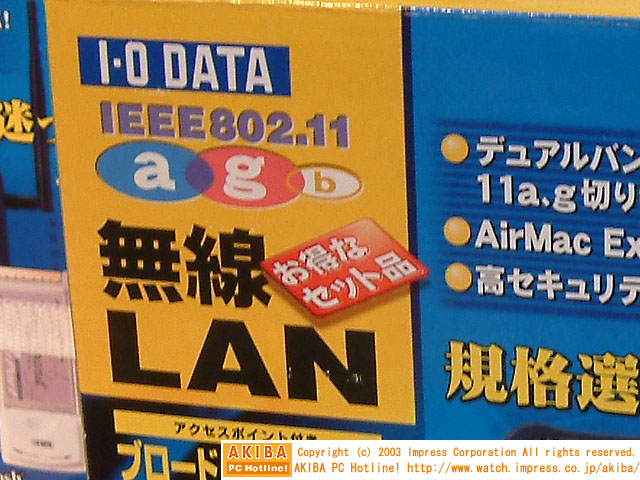 I·O DATA
IEEE802.11
a g b
無線
LAN
お得な
セット品
アクセスポイント付き
ブロード
デュアルバン
11a、g切り
AirMac Ex
高セキュリテ
規格選
AKIBA
PC Hotline!
Copyright (c) 2003 Impress Corporation All rights reserved.
AKIBA PC Hotline! http://www.watch.impress.co.jp/akiba/